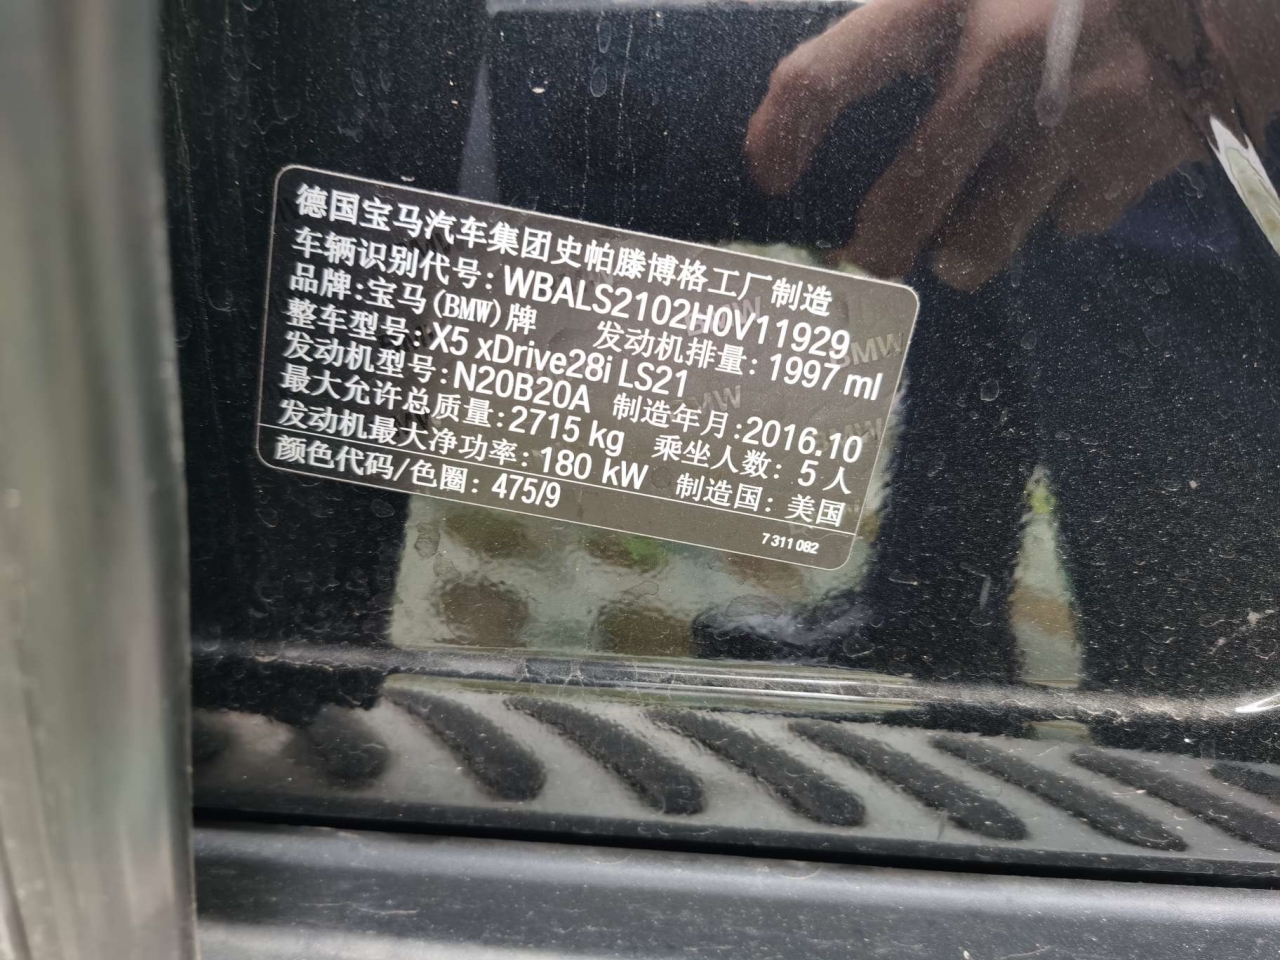 德国宝马汽车集团史帕滕博格工厂制造
车辆识别代号: WBALS2102H0V11929
品牌:宝马(BMW)牌 发动机排量: 1997 ml
整车型号: X5 xDrive28i LS21
发动机型号: N20B20A 制造年月:2016.10
最大允许总质量: 2715 kg 乘坐人数: 5 人
发动机最大净功率: 180 kW 制造国: 美国
颜色代码/色圈: 475/9
7311082